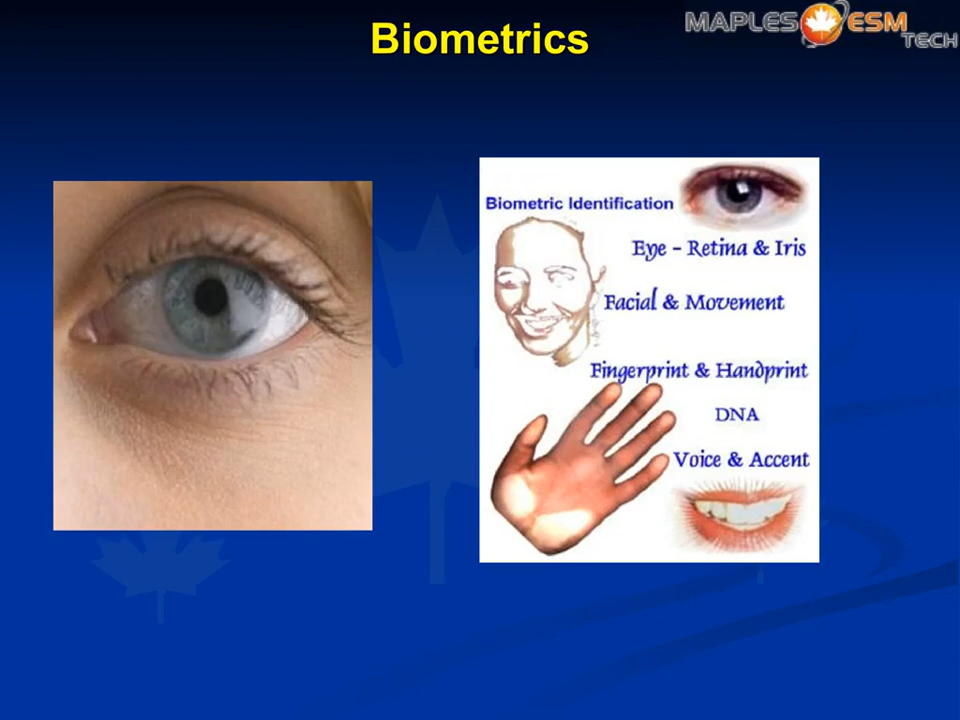 Biometrics
MAPLES ESM
TECH
Biometric Identification
Eye - Retina & Iris
Facial & Movement
Fingerprint & Handprint
DNA
Voice & Accent